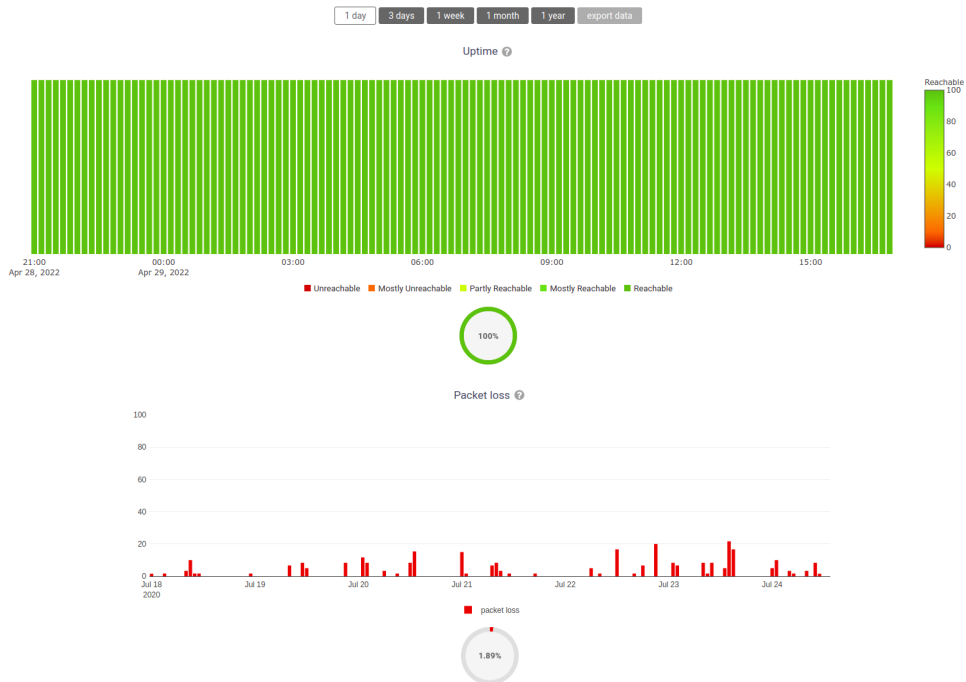 1 day 3 days 1 week 1 month 1 year export data
Uptime ?
Reachable
100
80
60
40
20
0
21:00 00:00 03:00 06:00 09:00 12:00 15:00
Apr 28, 2022 Apr 29, 2022
Unreachable Mostly Unreachable Partly Reachable Mostly Reachable Reachable
100%
Packet loss ?
100
80
60
40
20
0
Jul 18 Jul 19 Jul 20 Jul 21 Jul 22 Jul 23 Jul 24
2020
packet loss
1.89%